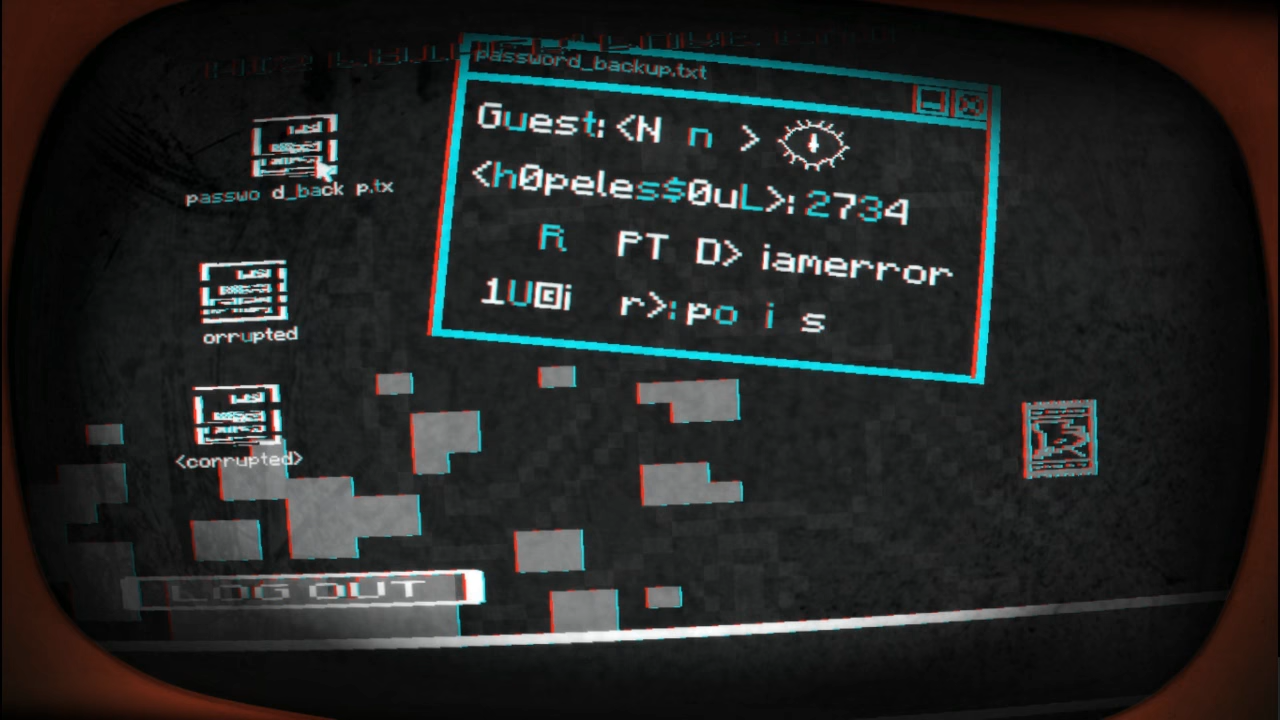 password_backup.txt
Guest: <N n >
<h0peles$0uL>: 2734
R PT D> iamerror
1U i r>: po i s
passwo d_back p.tx
orrupted
<corrupted>
LOG OUT